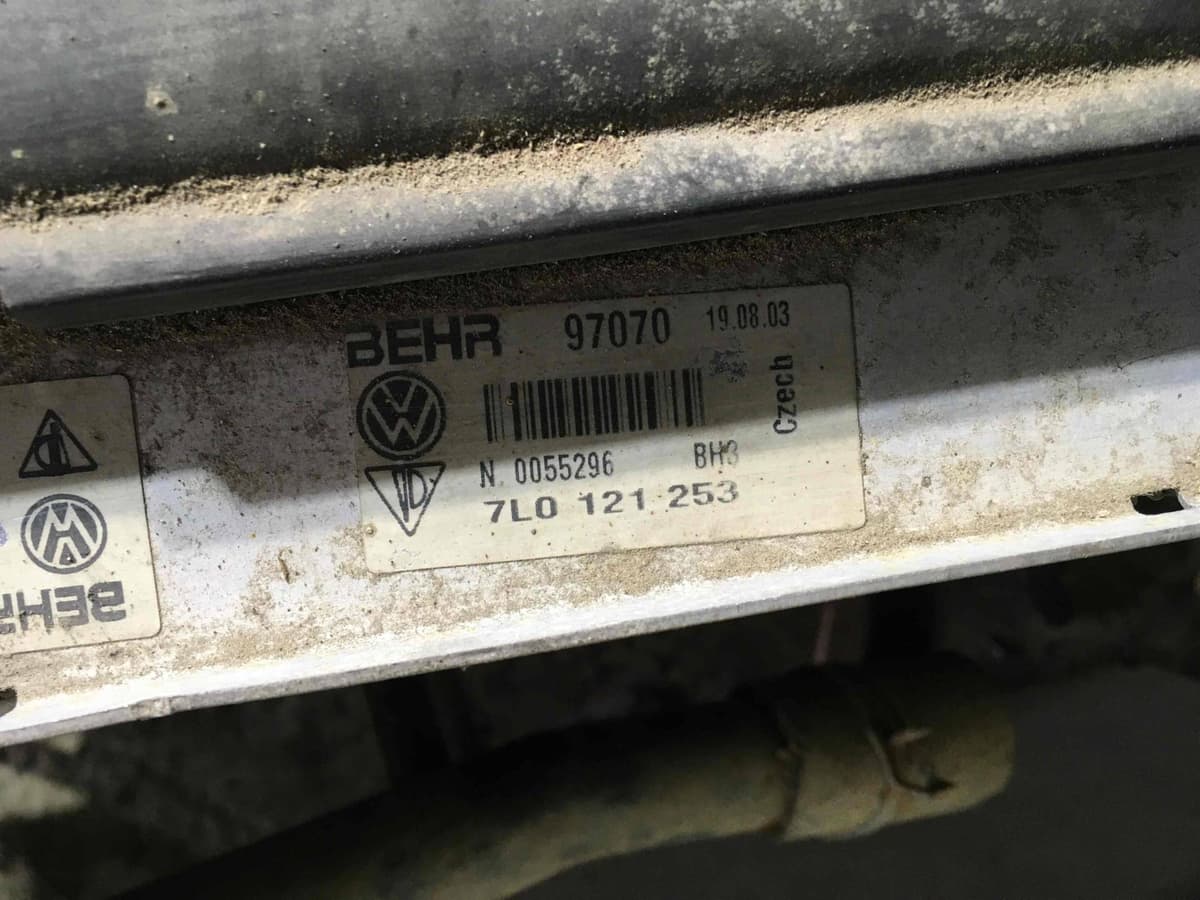 BEHR 97070 19.08.03
Czech
N. 0055296 BH3
7L0 121 253
BEHR